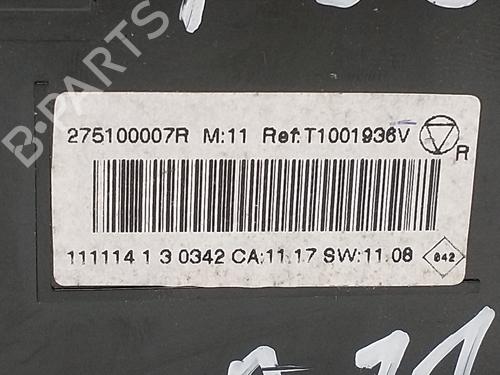 B-PARTS
275100007R M:11 Ref:T1001936V
R
111114 1 3 0342 CA:11.17 SW:11.08
042